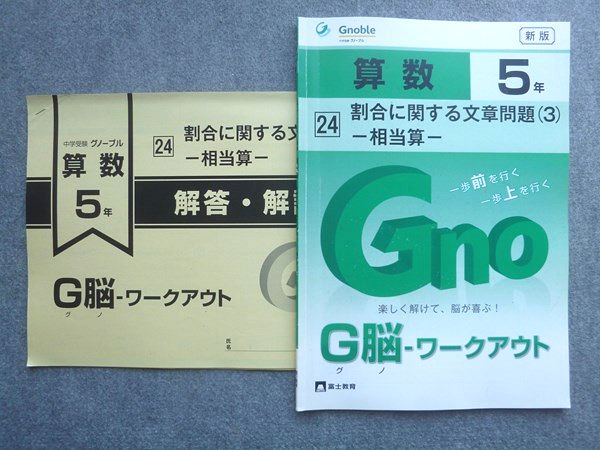 中学受験 グノーブル
算数
5年
24
割合に関する文
－相当算－
解答・解
G脳-ワークアウト
グ ノ
氏名
Gnoble
中学受験 グノーブル
新版
算数
5年
24
割合に関する文章問題(3)
－相当算－
一歩前を行く
一歩上を行く
Gno
楽しく解けて、脳が喜ぶ！
G脳-ワークアウト
グ ノ
富士教育